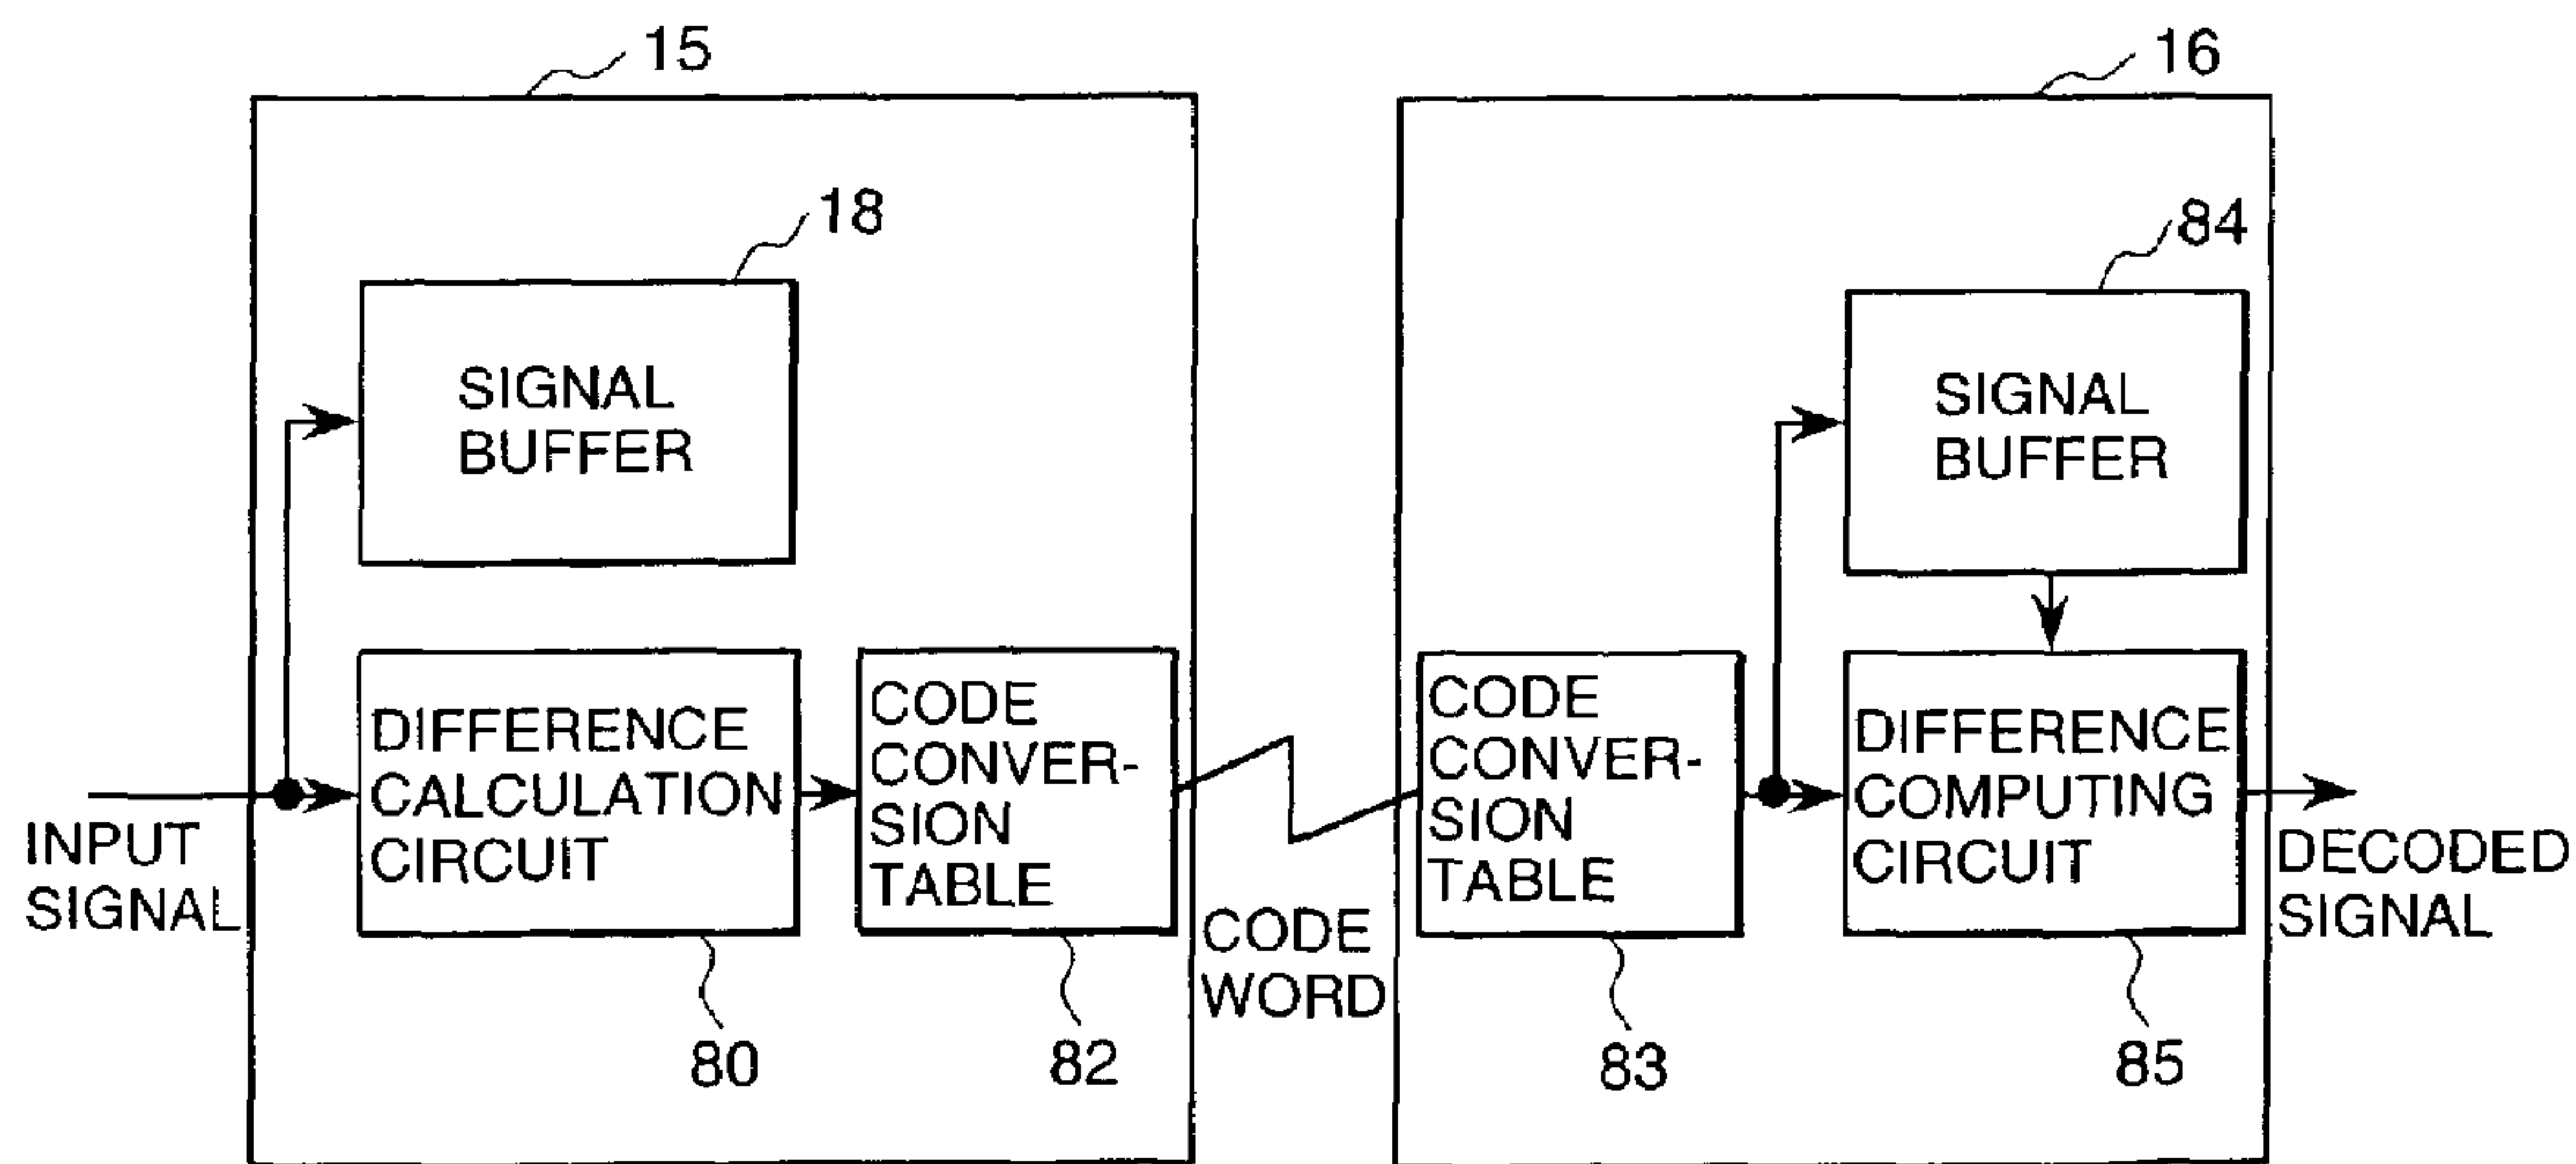 15
16
18
84
SIGNAL
BUFFER
SIGNAL
BUFFER
DIFFERENCE
CALCULATION
CIRCUIT
CODE
CONVER-
SION
TABLE
CODE
CONVER-
SION
TABLE
DIFFERENCE
COMPUTING
CIRCUIT
INPUT
SIGNAL
CODE
WORD
DECODED
SIGNAL
80
82
83
85